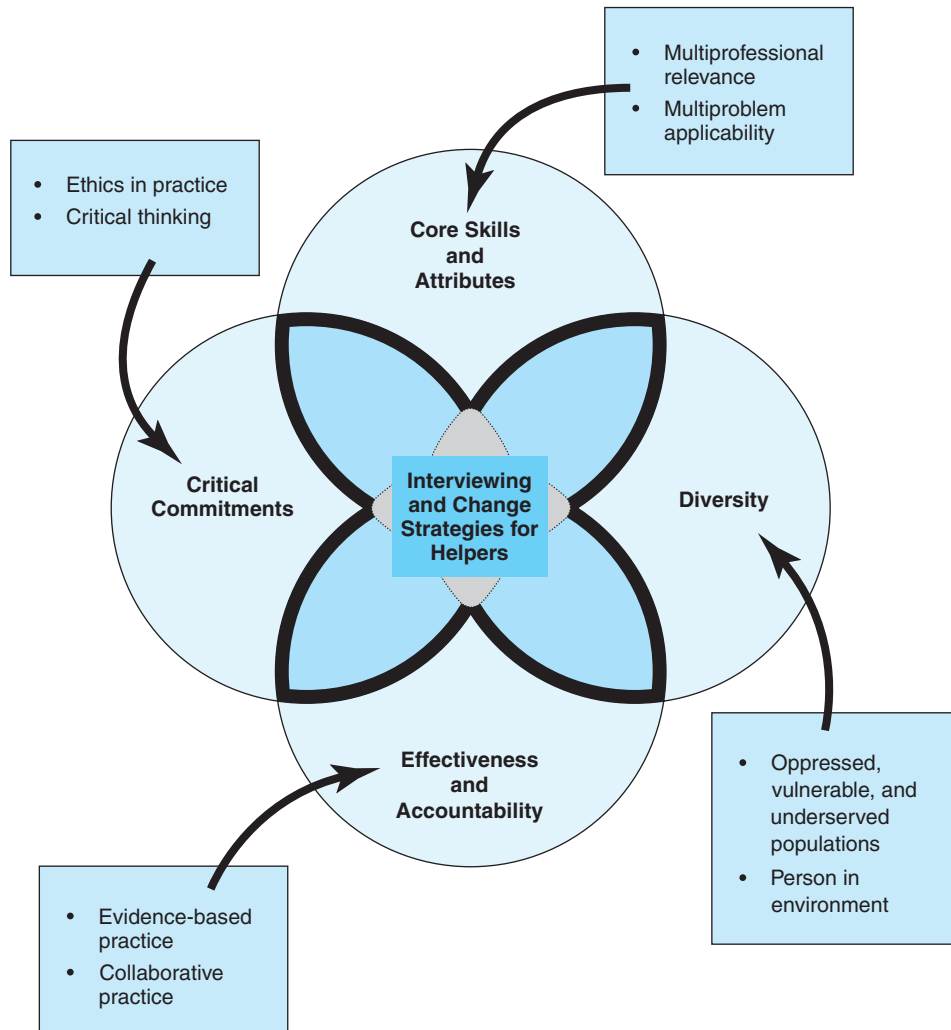 • Multiprofessional
relevance
• Multiproblem
applicability
• Ethics in practice
• Critical thinking
Core Skills
and
Attributes
Critical
Commitments
Interviewing
and Change
Strategies for
Helpers
Diversity
Effectiveness
and
Accountability
• Oppressed,
vulnerable, and
underserved
populations
• Person in
environment
• Evidence-based
practice
• Collaborative
practice